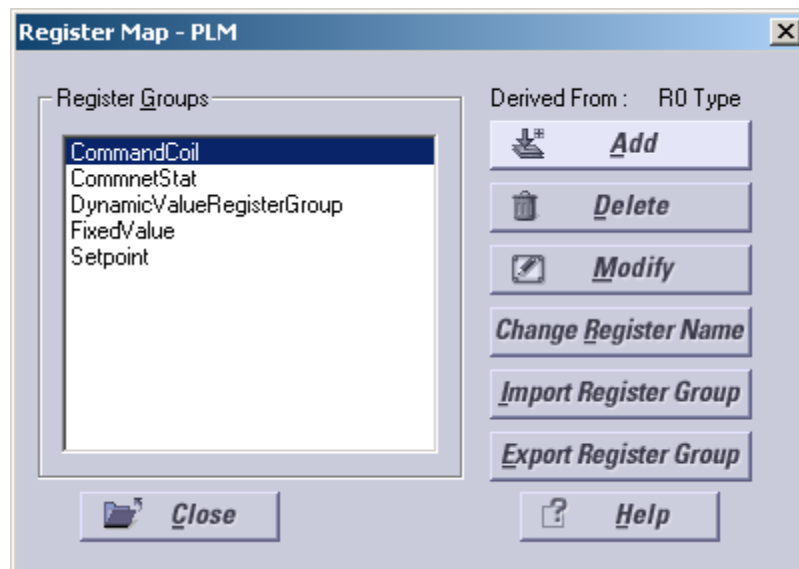 Register Map - PLM
Register Groups
CommandCoil
CommnetStat
DynamicValueRegisterGroup
FixedValue
Setpoint
Derived From : R0 Type
Add
Delete
Modify
Change Register Name
Import Register Group
Export Register Group
Close
Help